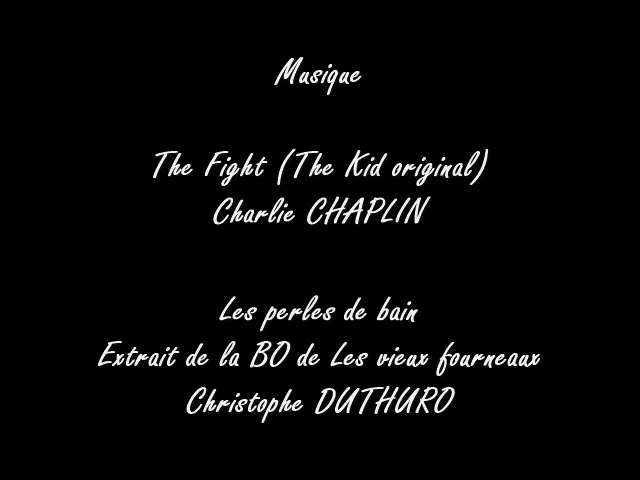 Musique
The Fight (The Kid original)
Charlie CHAPLIN
Les perles de bain
Extrait de la BO de Les vieux fourneaux
Christophe DUTHURO